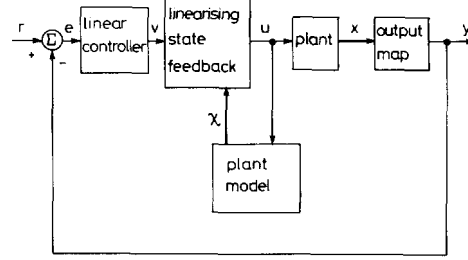 r
+
Σ
−
e
linear
controller
v
linearising
state
feedback
u
plant
x
output
map
y
χ
plant
model